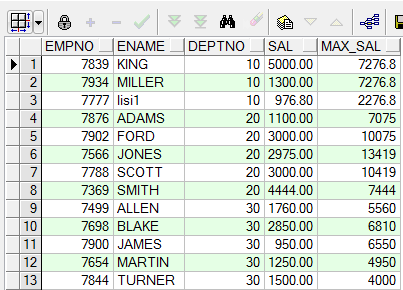 EMPNO ENAME DEPTNO SAL MAX_SAL
1 7839 KING 10 5000.00 7276.8
2 7934 MILLER 10 1300.00 7276.8
3 7777 lisi1 10 976.80 2276.8
4 7876 ADAMS 20 1100.00 7075
5 7902 FORD 20 3000.00 10075
6 7566 JONES 20 2975.00 13419
7 7788 SCOTT 20 3000.00 10419
8 7369 SMITH 20 4444.00 7444
9 7499 ALLEN 30 1760.00 5560
10 7698 BLAKE 30 2850.00 6810
11 7900 JAMES 30 950.00 6550
12 7654 MARTIN 30 1250.00 4950
13 7844 TURNER 30 1500.00 4000